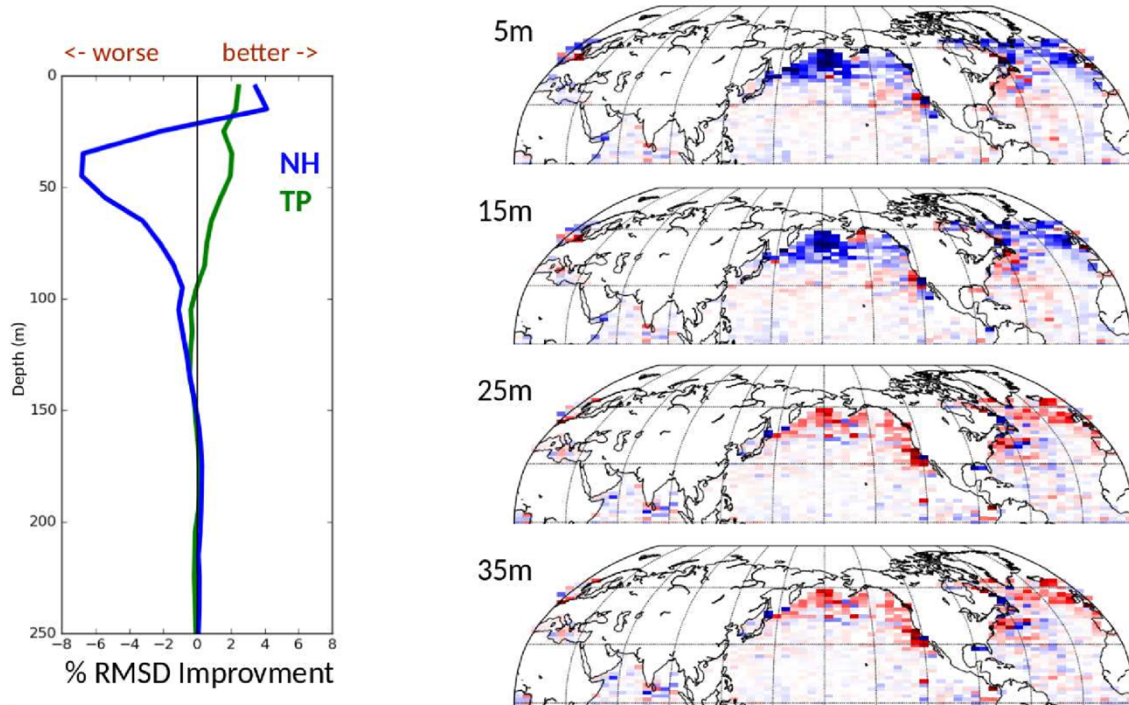 <- worse better ->
0
50
100
150
200
250
Depth (m)
NH
TP
−8 −6 −4 −2 0 2 4 6 8
% RMSD Improvment
5m
15m
25m
35m